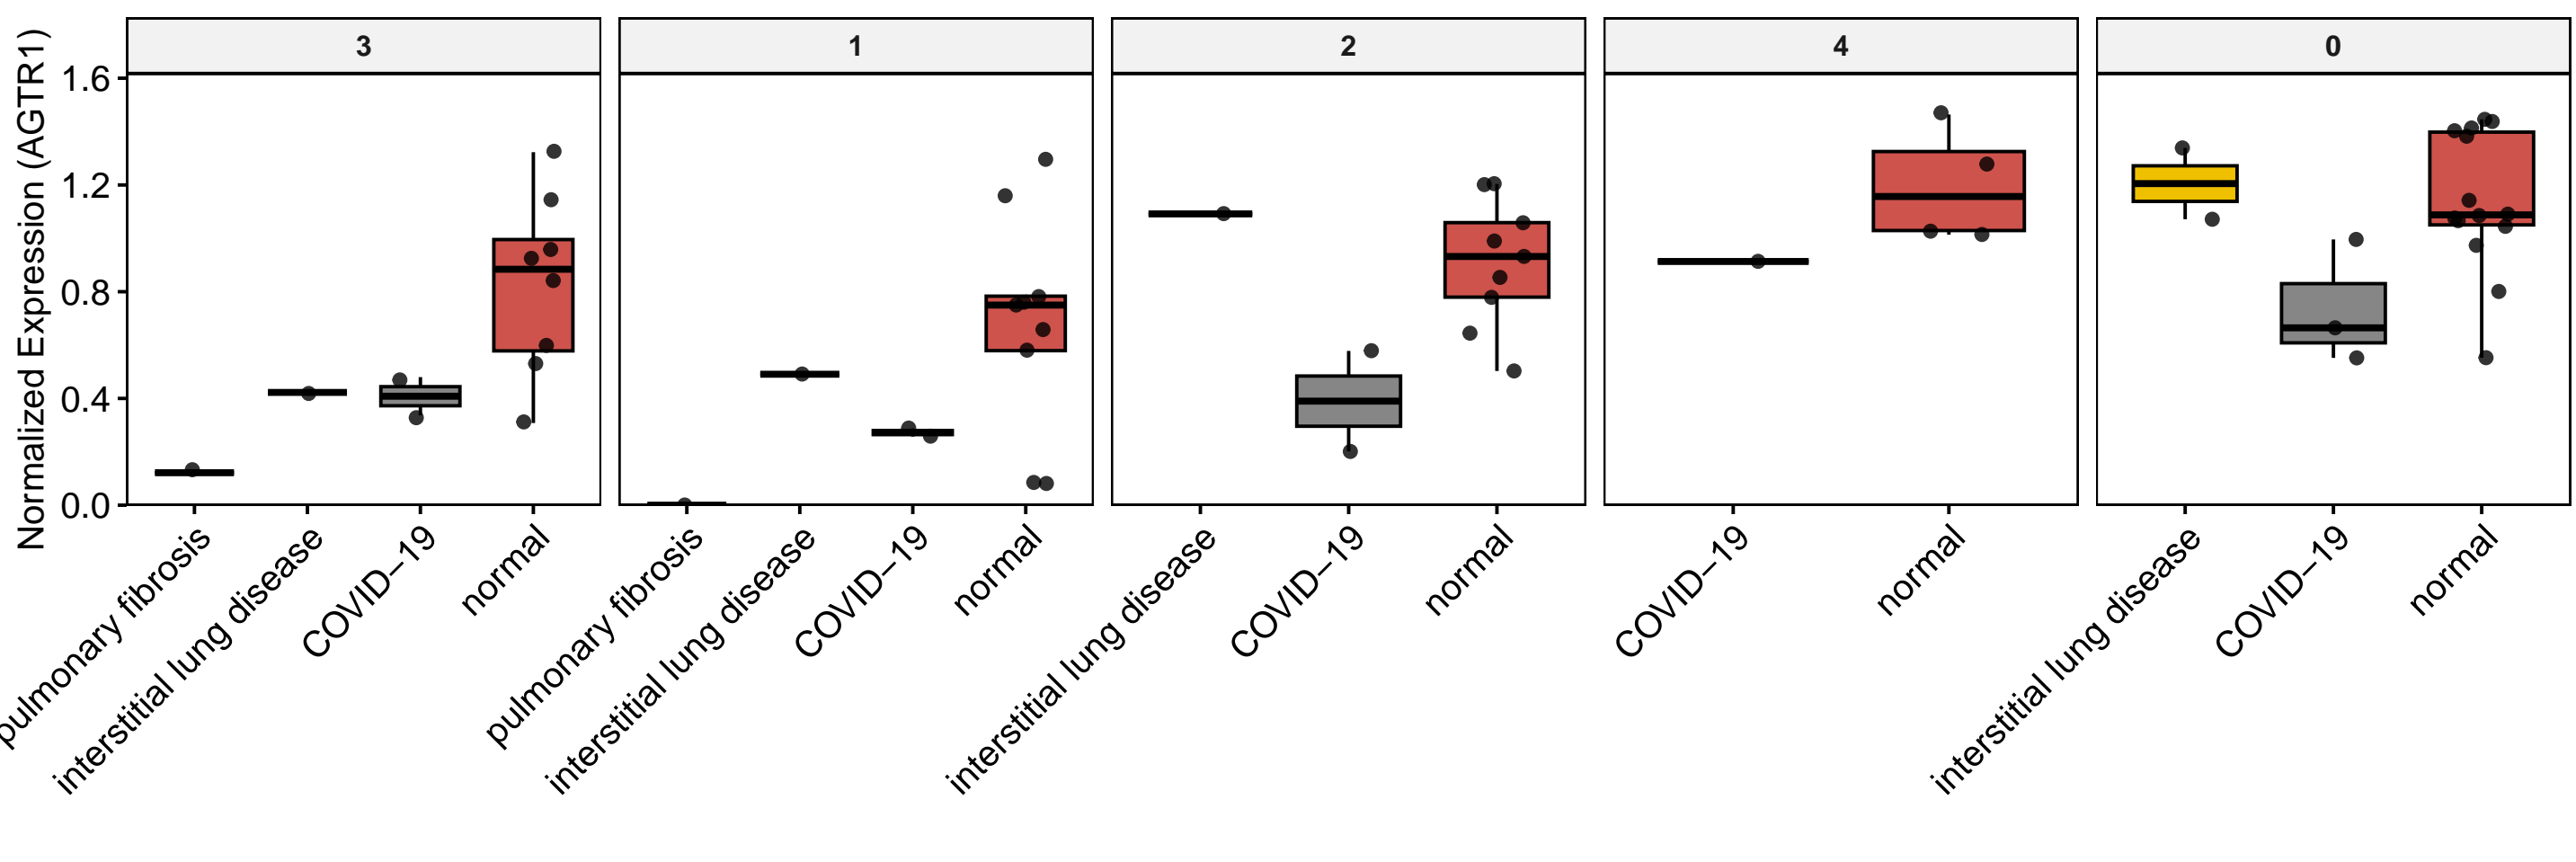 3
1
2
4
0
Normalized Expression (AGTR1)
1.6
1.2
0.8
0.4
0.0
pulmonary fibrosis
interstitial lung disease
COVID−19
normal
pulmonary fibrosis
interstitial lung disease
COVID−19
normal
interstitial lung disease
COVID−19
normal
COVID−19
normal
interstitial lung disease
COVID−19
normal